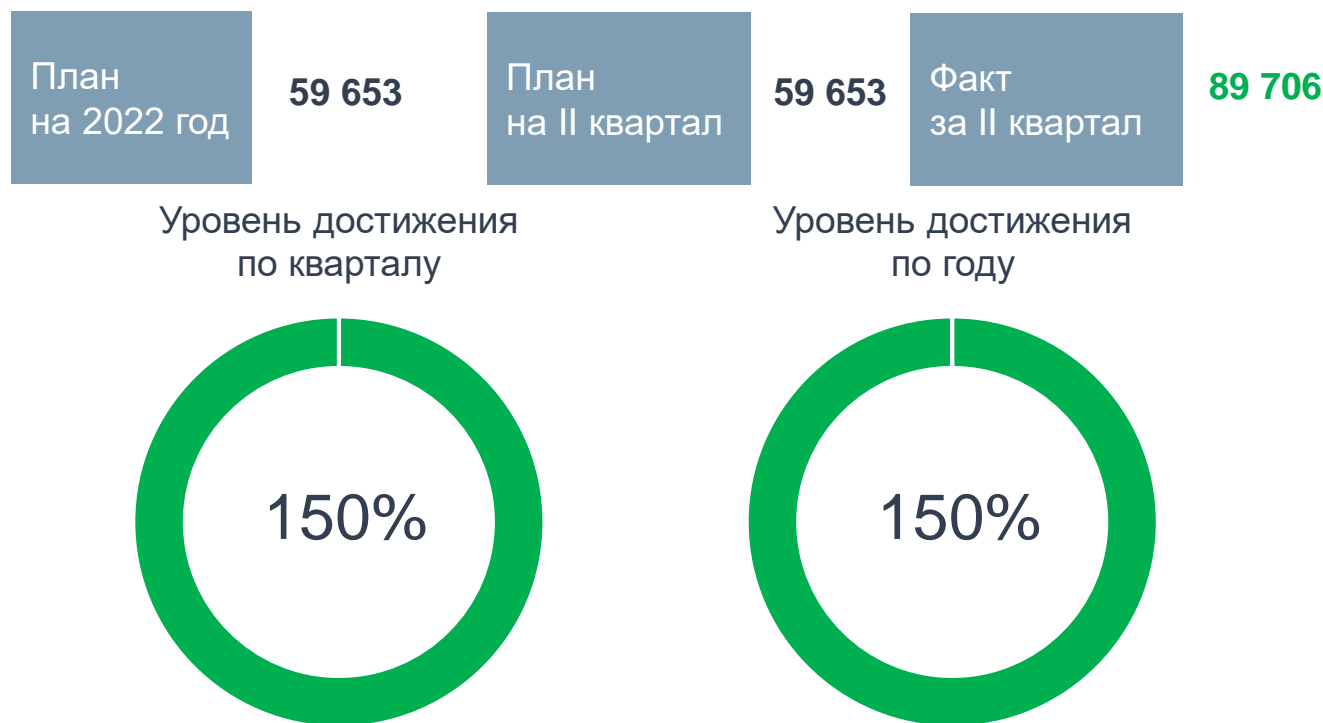 План
на 2022 год
59 653
План
на II квартал
59 653
Факт
за II квартал
89 706
Уровень достижения
по кварталу
Уровень достижения
по году
150%
150%